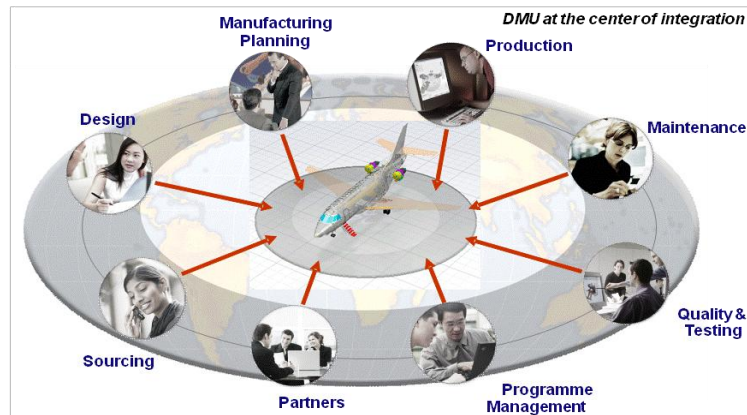 DMU at the center of integration
Manufacturing
Planning
Production
Design
Maintenance
Quality &
Testing
Sourcing
Partners
Programme
Management